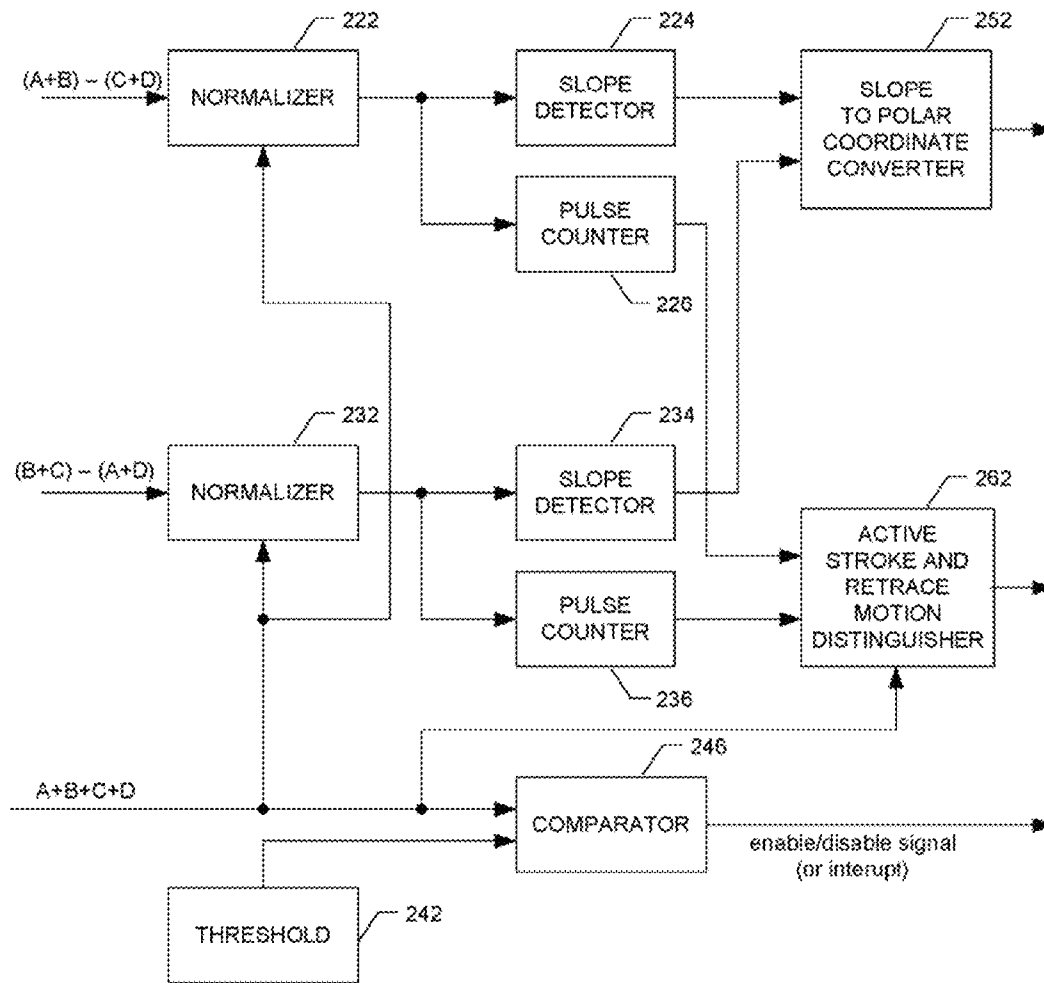 222
224
252
(A+B) – (C+D)
NORMALIZER
SLOPE
DETECTOR
SLOPE
TO POLAR
COORDINATE
CONVERTER
PULSE
COUNTER
226
232
234
(B+C) – (A+D)
NORMALIZER
SLOPE
DETECTOR
262
ACTIVE
STROKE AND
RETRACE
MOTION
DISTINGUISHER
PULSE
COUNTER
236
246
A+B+C+D
COMPARATOR
enable/disable signal
(or interupt)
THRESHOLD
242